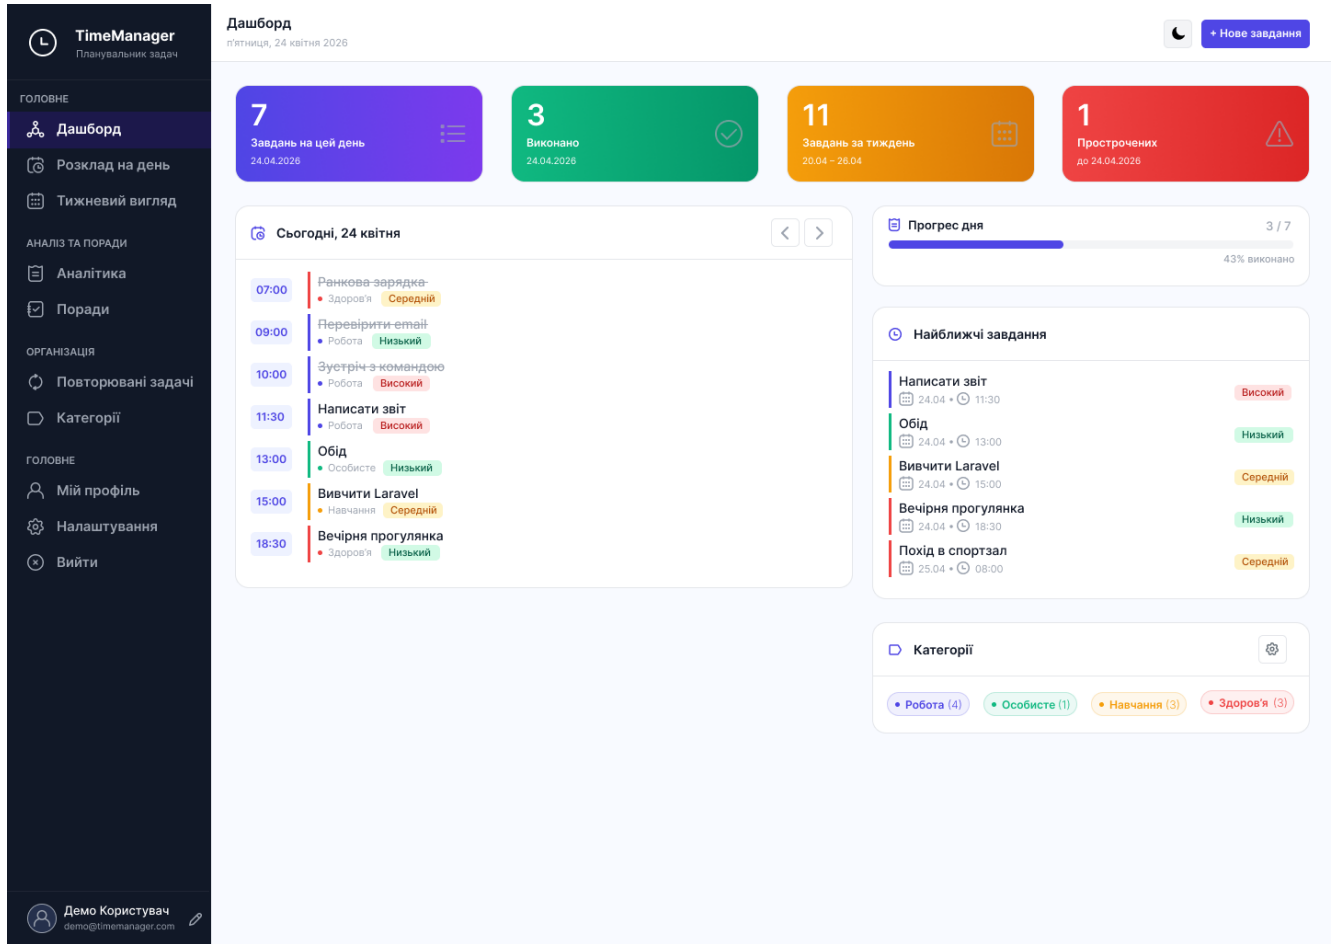 TimeManager
Планувальник задач
ГОЛОВНЕ
Дашборд
Розклад на день
Тижневий вигляд
АНАЛІЗ ТА ПОРАДИ
Аналітика
Поради
ОРГАНІЗАЦІЯ
Повторювані задачі
Категорії
ГОЛОВНЕ
Мій профіль
Налаштування
Вийти
Демо Користувач
demo@timemanager.com
Дашборд
п'ятниця, 24 квітня 2026
+ Нове завдання
7
Завдань на цей день
24.04.2026
3
Виконано
24.04.2026
11
Завдань за тиждень
20.04 – 26.04
1
Прострочених
до 24.04.2026
Сьогодні, 24 квітня
07:00 Ранкова зарядка
• Здоров'я Середній
09:00 Перевірити email
• Робота Низький
10:00 Зустріч з командою
• Робота Високий
11:30 Написати звіт
• Робота Високий
13:00 Обід
• Особисте Низький
15:00 Вивчити Laravel
• Навчання Середній
18:30 Вечірня прогулянка
• Здоров'я Низький
Прогрес дня 3 / 7
43% виконано
Найближчі завдання
Написати звіт
24.04 • 11:30 Високий
Обід
24.04 • 13:00 Низький
Вивчити Laravel
24.04 • 15:00 Середній
Вечірня прогулянка
24.04 • 18:30 Низький
Похід в спортзал
25.04 • 08:00 Середній
Категорії
• Робота (4) • Особисте (1) • Навчання (3) • Здоров'я (3)